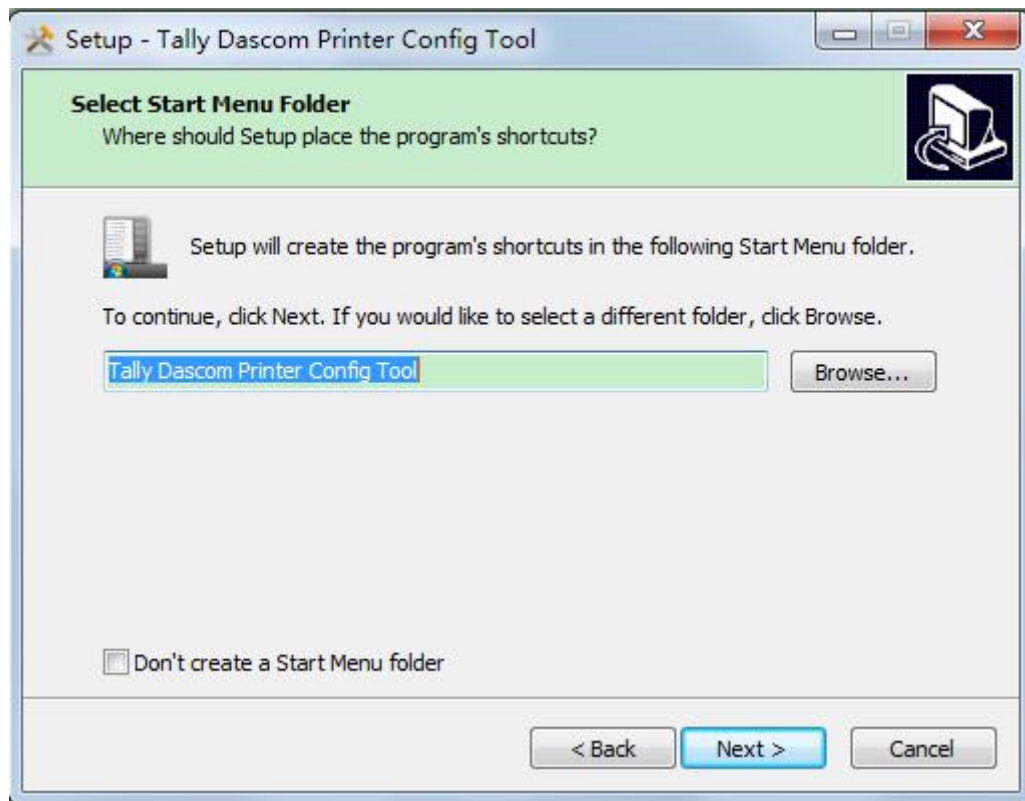 Setup - Tally Dascom Printer Config Tool
Select Start Menu Folder
Where should Setup place the program's shortcuts?
Setup will create the program's shortcuts in the following Start Menu folder.
To continue, click Next. If you would like to select a different folder, click Browse.
Tally Dascom Printer Config Tool
Browse...
Don't create a Start Menu folder
< Back
Next >
Cancel